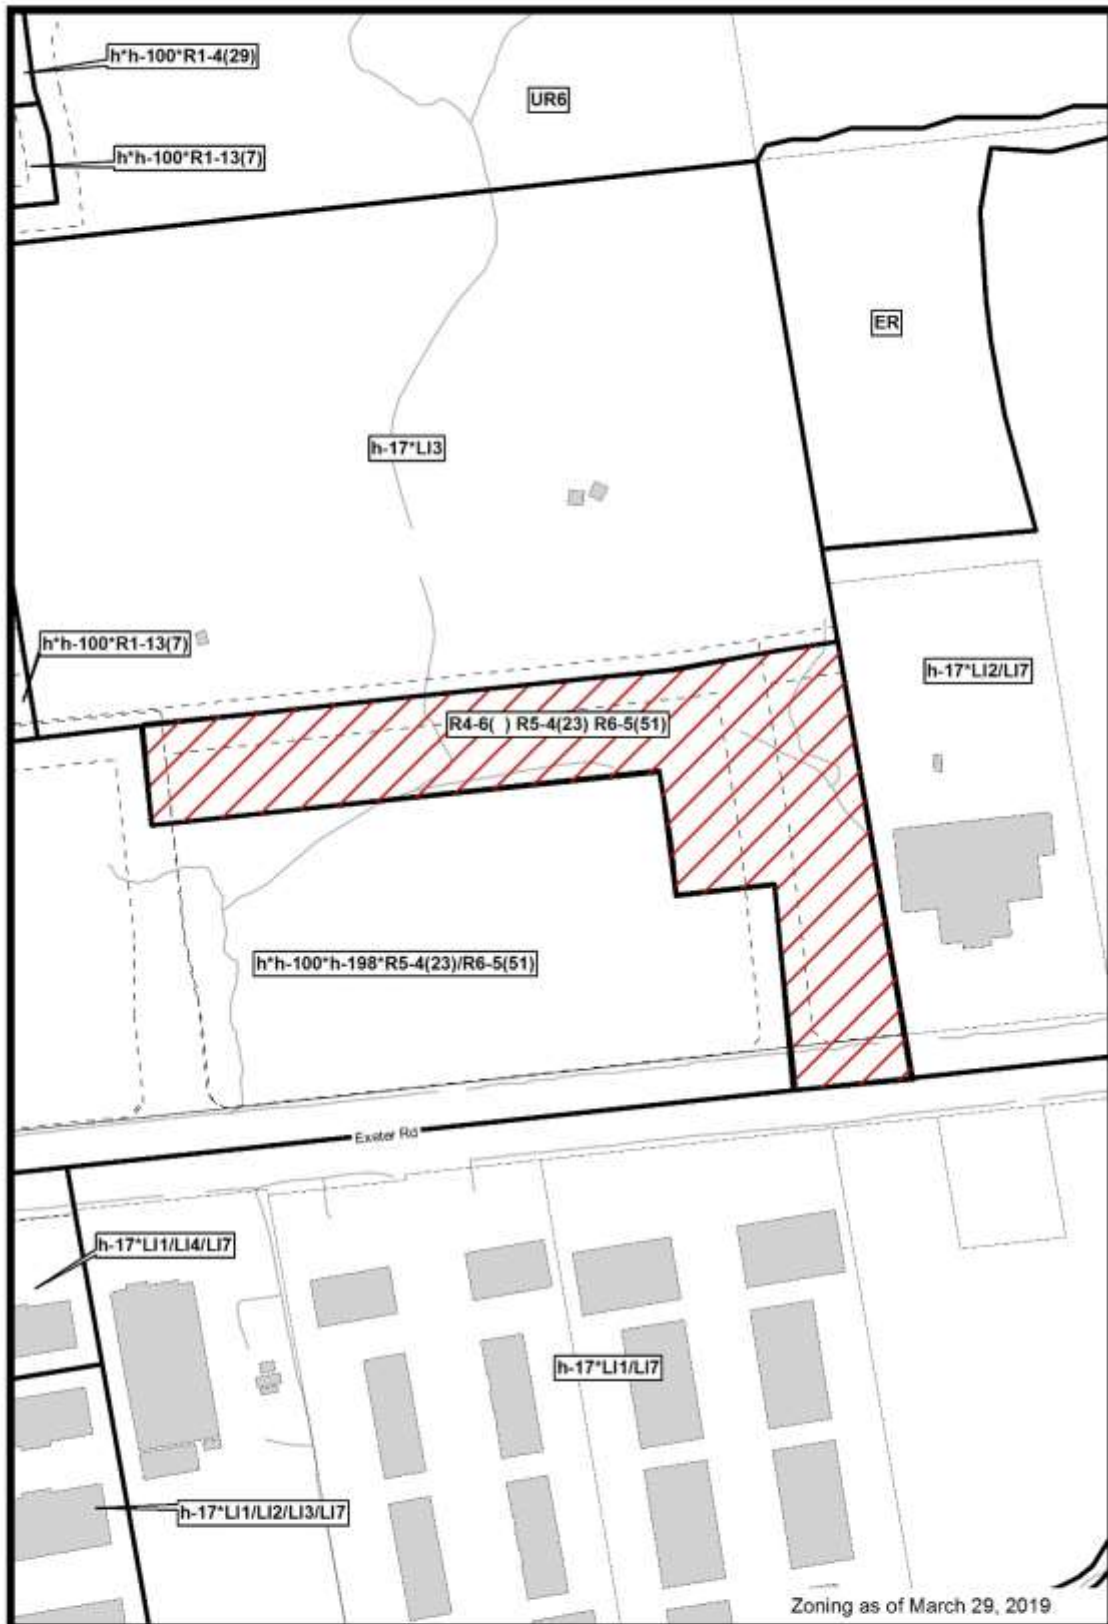 h*h-100*R1-4(29)
UR6
h*h-100*R1-13(7)
ER
h-17*LI3
h*h-100*R1-13(7)
h-17*LI2/LI7
R4-6( ) R5-4(23) R6-5(51)
h*h-100*h-198*R5-4(23)/R6-5(51)
Exeter Rd
h-17*LI1/LI4/LI7
h-17*LI1/LI7
h-17*LI1/LI2/LI3/LI7
Zoning as of March 29, 2019